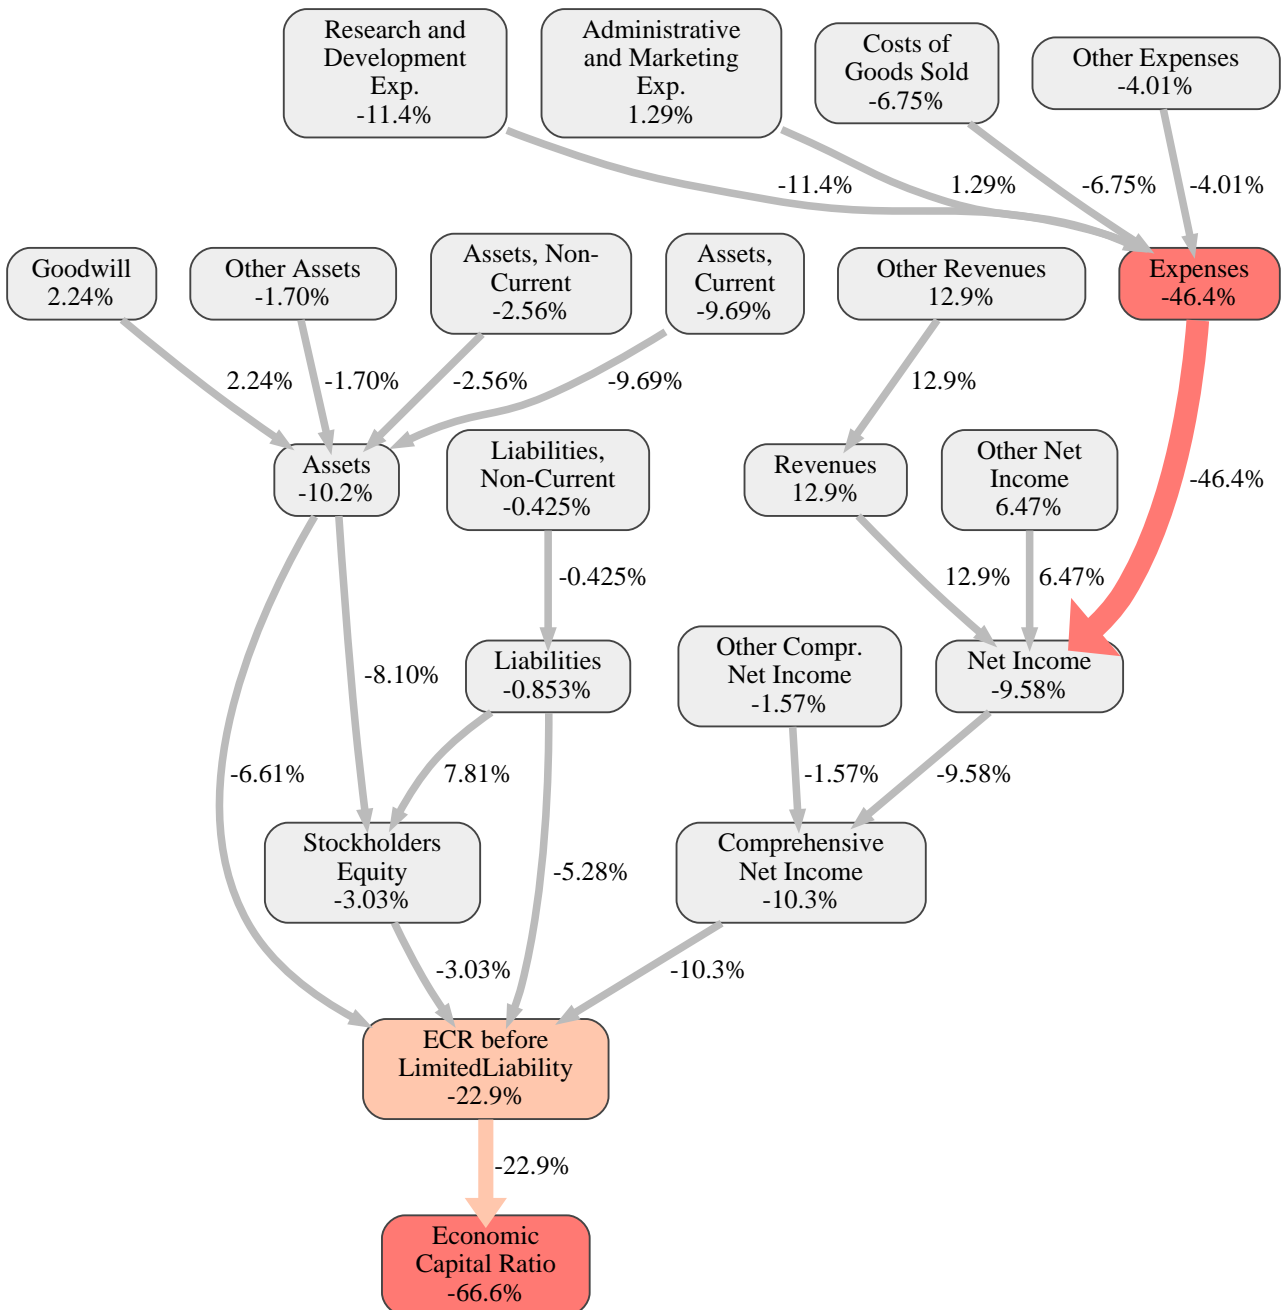 Research and
Development
Exp.
-11.4%
Administrative
and Marketing
Exp.
1.29%
Costs of
Goods Sold
-6.75%
Other Expenses
-4.01%
-11.4%
1.29%
-6.75%
-4.01%
Goodwill
2.24%
Other Assets
-1.70%
Assets, Non-
Current
-2.56%
Assets,
Current
-9.69%
Other Revenues
12.9%
Expenses
-46.4%
2.24%
-1.70%
-2.56%
-9.69%
12.9%
-46.4%
Assets
-10.2%
Liabilities,
Non-Current
-0.425%
Revenues
12.9%
Other Net
Income
6.47%
-0.425%
12.9%
6.47%
-8.10%
Liabilities
-0.853%
Other Compr.
Net Income
-1.57%
Net Income
-9.58%
-6.61%
7.81%
-1.57%
-9.58%
Stockholders
Equity
-3.03%
-5.28%
Comprehensive
Net Income
-10.3%
-3.03%
-10.3%
ECR before
LimitedLiability
-22.9%
-22.9%
Economic
Capital Ratio
-66.6%